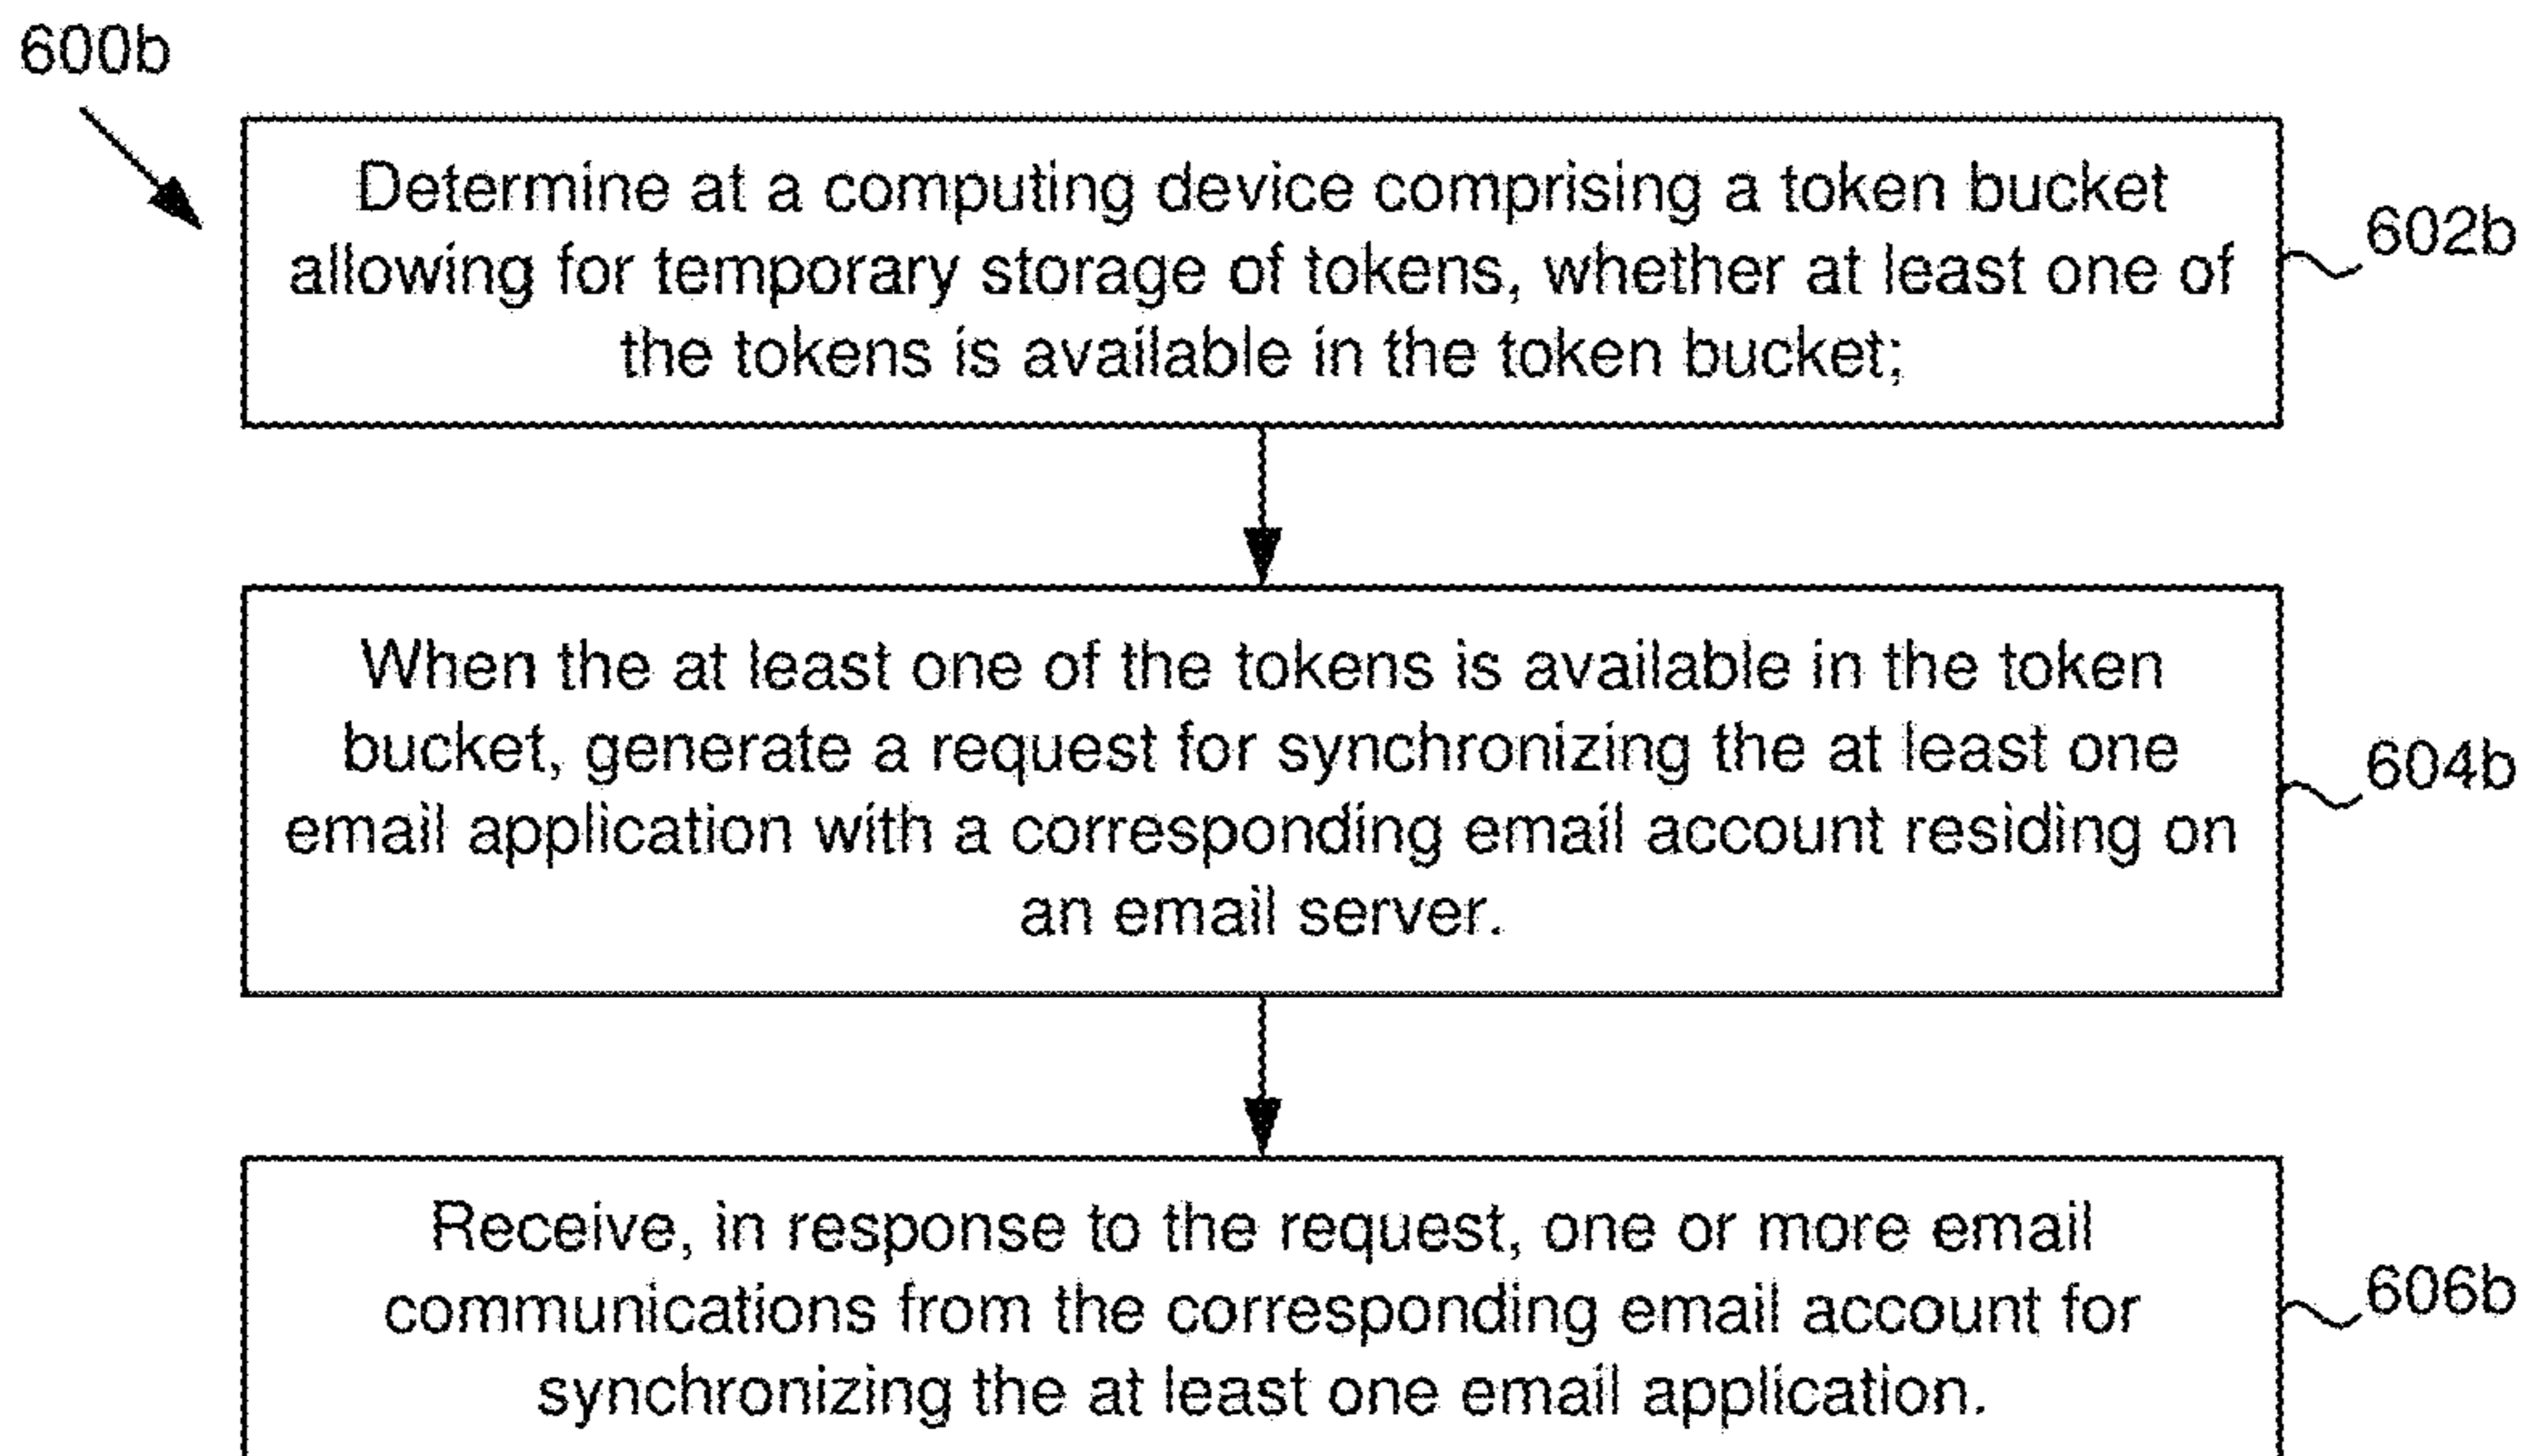 600b
Determine at a computing device comprising a token bucket
allowing for temporary storage of tokens, whether at least one of
the tokens is available in the token bucket;
602b
When the at least one of the tokens is available in the token
bucket, generate a request for synchronizing the at least one
email application with a corresponding email account residing on
an email server.
604b
Receive, in response to the request, one or more email
communications from the corresponding email account for
synchronizing the at least one email application.
606b